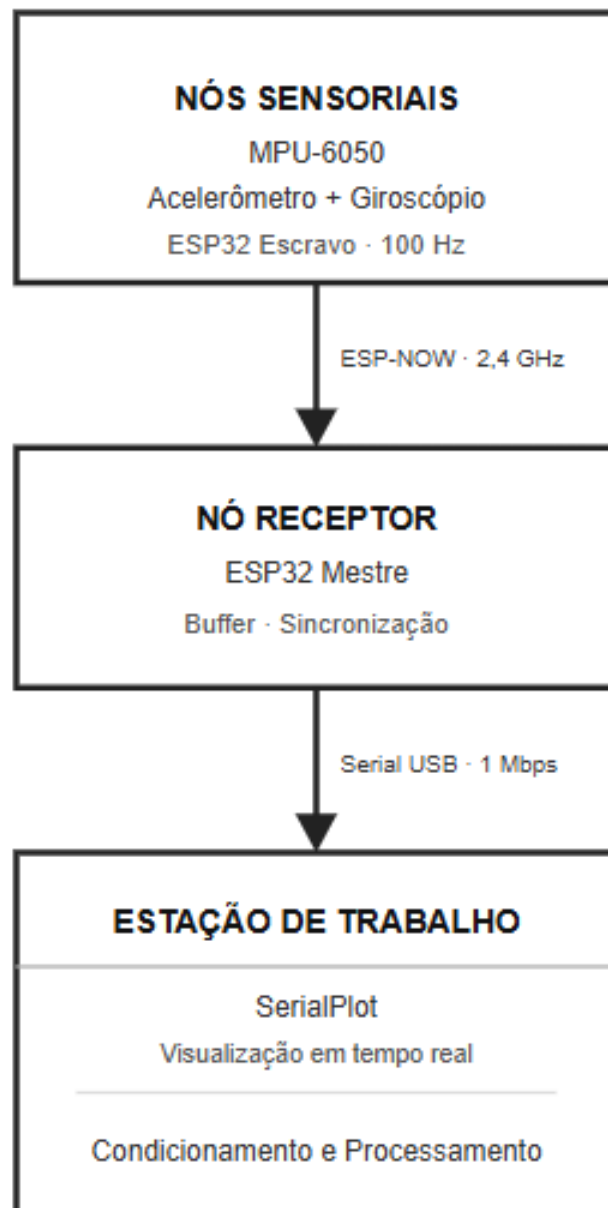 NÓS SENSORIAIS
MPU-6050
Acelerômetro + Giroscópio
ESP32 Escravo · 100 Hz
ESP-NOW · 2,4 GHz
NÓ RECEPTOR
ESP32 Mestre
Buffer · Sincronização
Serial USB · 1 Mbps
ESTAÇÃO DE TRABALHO
SerialPlot
Visualização em tempo real
Condicionamento e Processamento